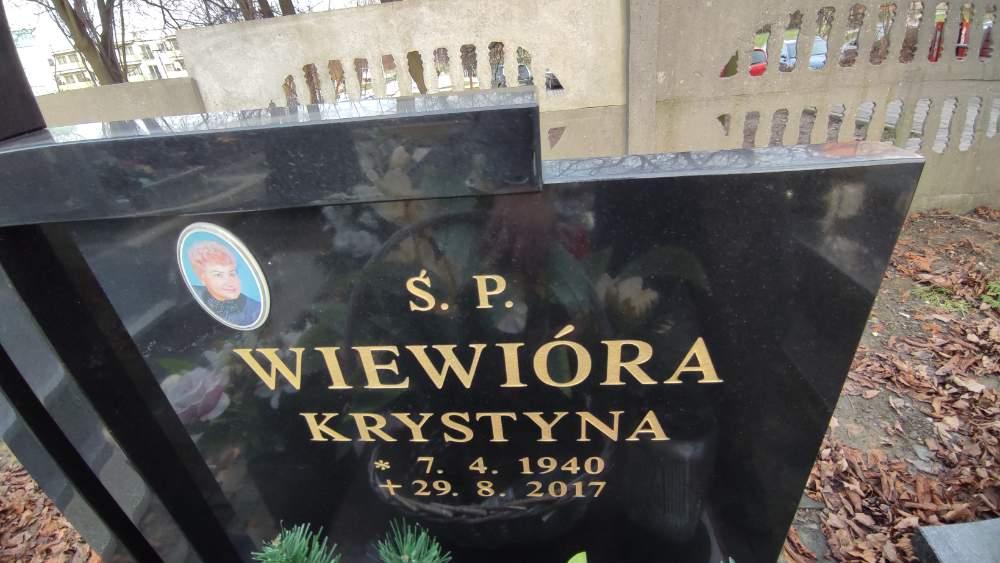 Ś. P.
WIEWIÓRA
KRYSTYNA
* 7. 4. 1940
+ 29. 8. 2017